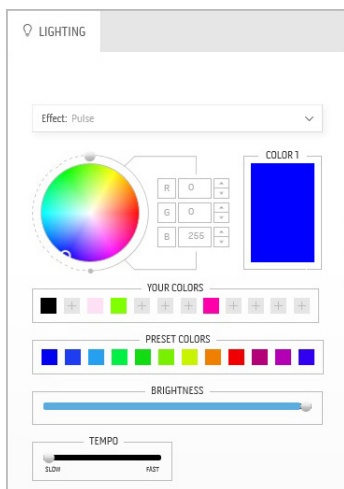 LIGHTING
Effect: Pulse
COLOR 1
R 0
G 0
B 255
YOUR COLORS
PRESET COLORS
BRIGHTNESS
TEMPO
SLOW FAST